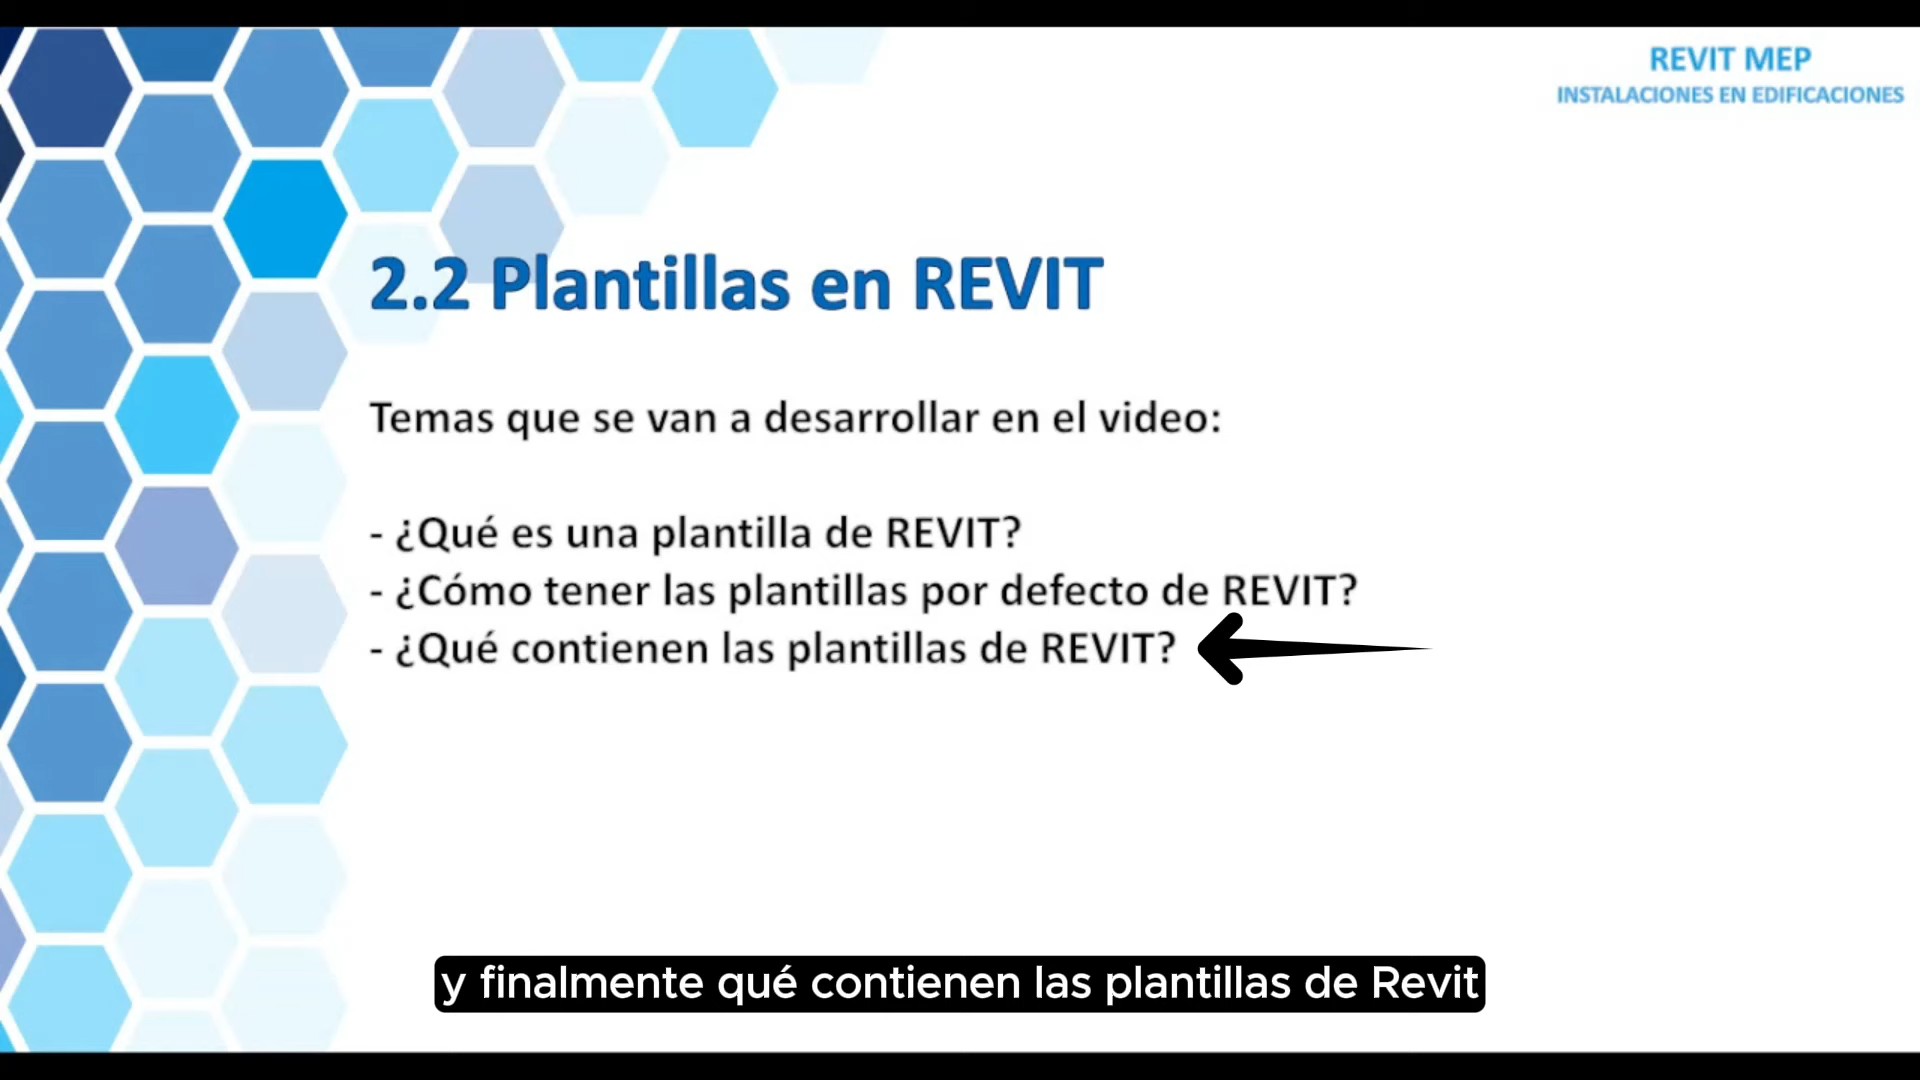 REVIT MEP
INSTALACIONES EN EDIFICACIONES
2.2 Plantillas en REVIT
Temas que se van a desarrollar en el video:
- ¿Qué es una plantilla de REVIT?
- ¿Cómo tener las plantillas por defecto de REVIT?
- ¿Qué contienen las plantillas de REVIT?
y finalmente qué contienen las plantillas de Revit